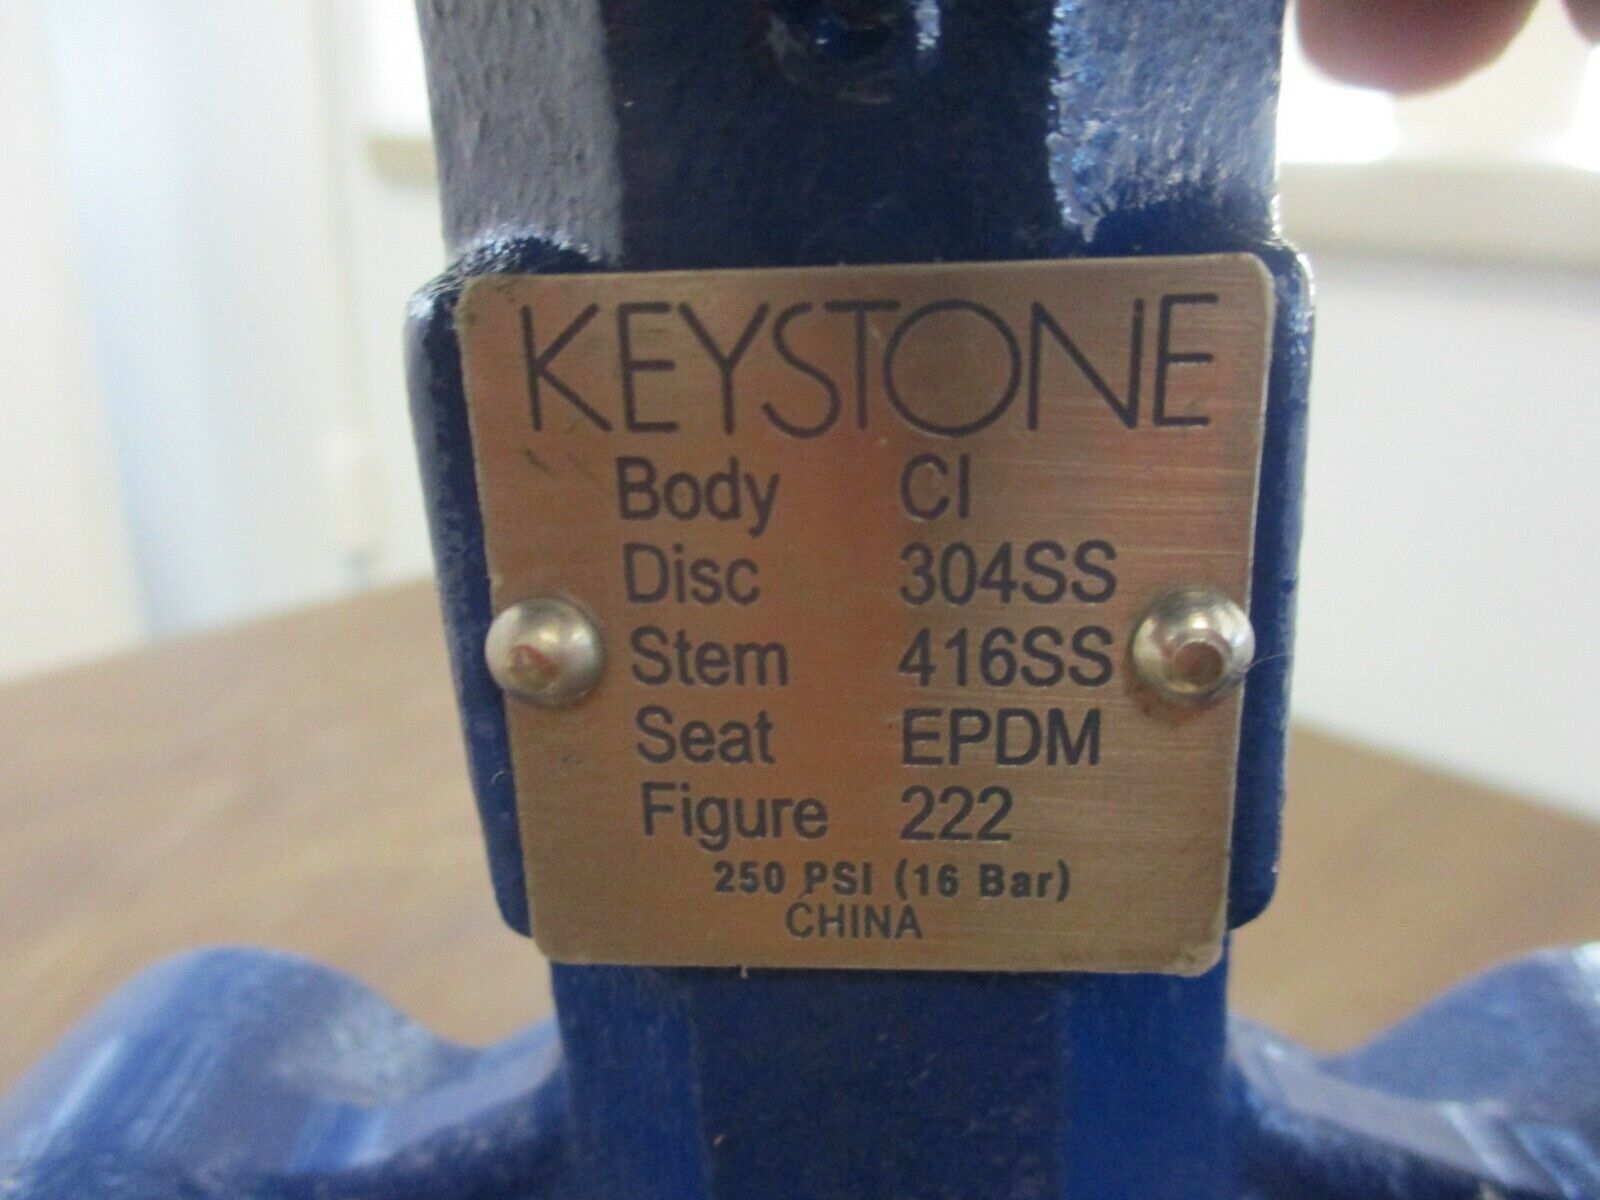 KEYSTONE
Body CI
Disc 304SS
Stem 416SS
Seat EPDM
Figure 222
250 PSI (16 Bar)
CHINA